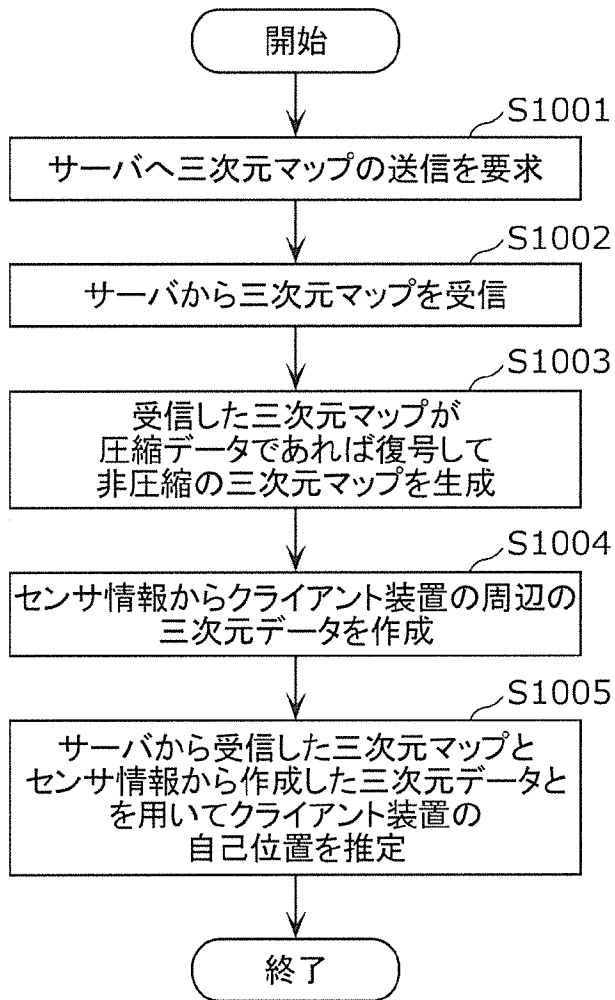 開始
S1001
サーバへ三次元マップの送信を要求
S1002
サーバから三次元マップを受信
S1003
受信した三次元マップが
圧縮データであれば復号して
非圧縮の三次元マップを生成
S1004
センサ情報からクライアント装置の周辺の
三次元データを作成
S1005
サーバから受信した三次元マップと
センサ情報から作成した三次元データと
を用いてクライアント装置の
自己位置を推定
終了